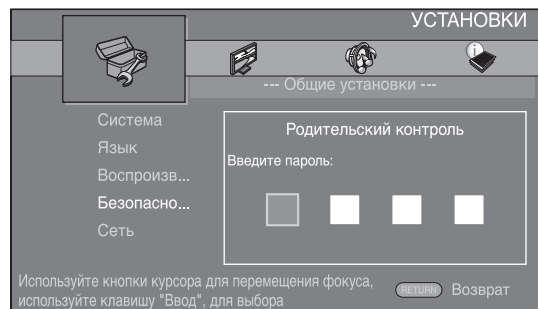 УСТАНОВКИ
--- Общие установки ---
Система
Язык
Воспроизв...
Безопасно...
Сеть
Родительский контроль
Введите пароль:
Используйте кнопки курсора для перемещения фокуса,
используйте клавишу "Ввод", для выбора
RETURN Возврат